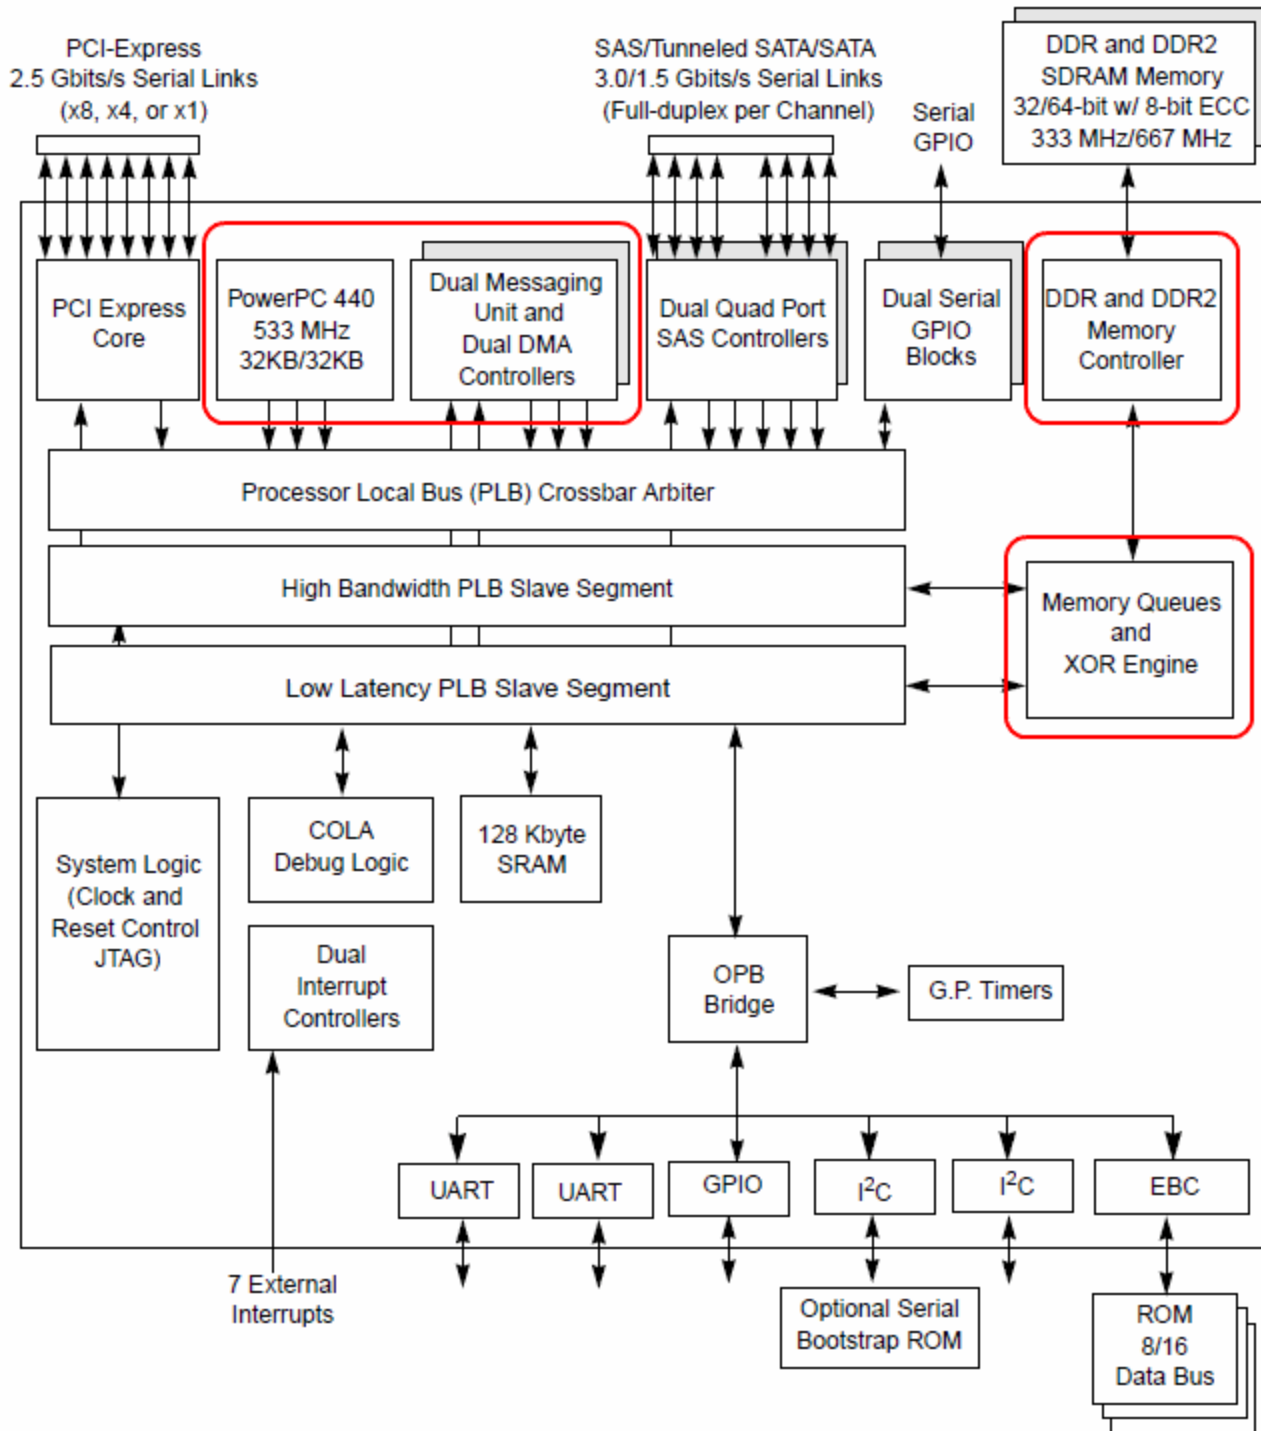 PCI-Express
2.5 Gbits/s Serial Links
(x8, x4, or x1)
SAS/Tunneled SATA/SATA
3.0/1.5 Gbits/s Serial Links
(Full-duplex per Channel)
Serial
GPIO
DDR and DDR2
SDRAM Memory
32/64-bit w/ 8-bit ECC
333 MHz/667 MHz
PCI Express
Core
PowerPC 440
533 MHz
32KB/32KB
Dual Messaging
Unit and
Dual DMA
Controllers
Dual Quad Port
SAS Controllers
Dual Serial
GPIO
Blocks
DDR and DDR2
Memory
Controller
Processor Local Bus (PLB) Crossbar Arbiter
High Bandwidth PLB Slave Segment
Memory Queues
and
XOR Engine
Low Latency PLB Slave Segment
System Logic
(Clock and
Reset Control
JTAG)
COLA
Debug Logic
128 Kbyte
SRAM
Dual
Interrupt
Controllers
OPB
Bridge
G.P. Timers
UART
UART
GPIO
I²C
I²C
EBC
7 External
Interrupts
Optional Serial
Bootstrap ROM
ROM
8/16
Data Bus